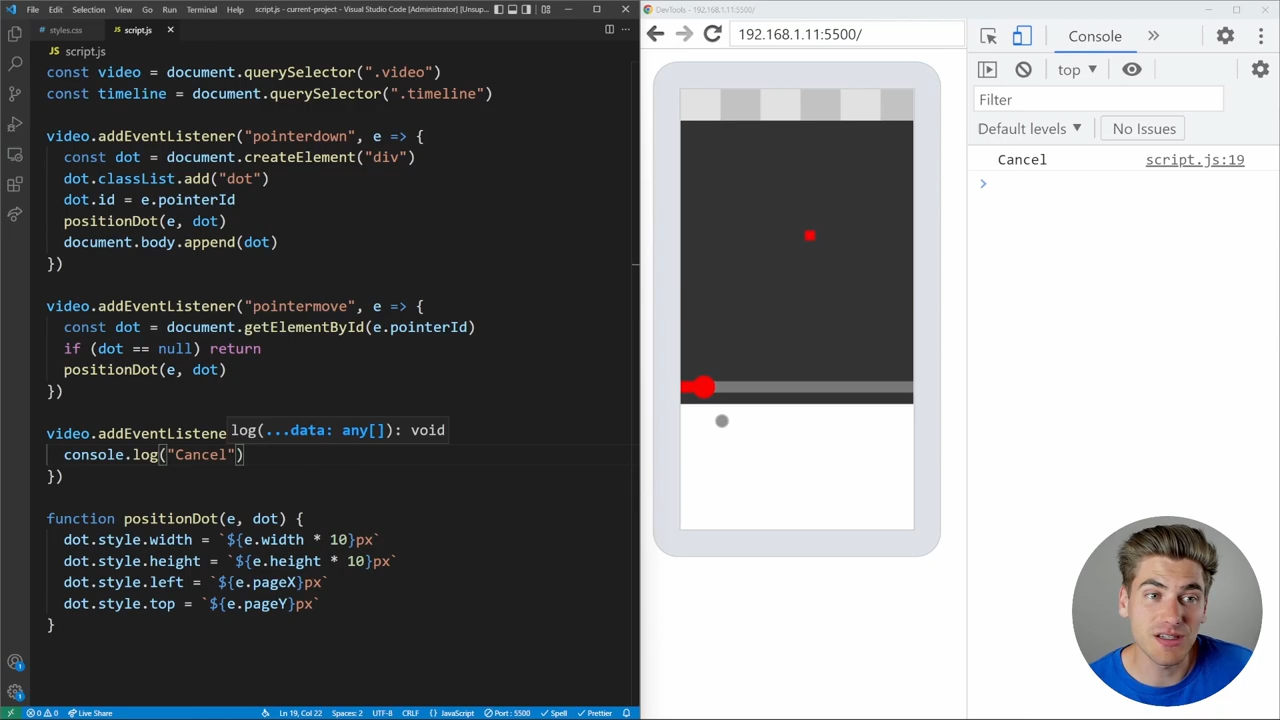 File Edit Selection View Go Run Terminal Help script.js - current-project - Visual Studio Code [Administrator] [Unsup...
styles.css script.js
script.js
const video = document.querySelector(".video")
const timeline = document.querySelector(".timeline")
video.addEventListener("pointerdown", e => {
const dot = document.createElement("div")
dot.classList.add("dot")
dot.id = e.pointerId
positionDot(e, dot)
document.body.append(dot)
})
video.addEventListener("pointermove", e => {
const dot = document.getElementById(e.pointerId)
if (dot == null) return
positionDot(e, dot)
})
log(...data: any[]): void
video.addEventListene
console.log("Cancel")
})
function positionDot(e, dot) {
dot.style.width = `${e.width * 10}px`
dot.style.height = `${e.height * 10}px`
dot.style.left = `${e.pageX}px`
dot.style.top = `${e.pageY}px`
}
0 0 Live Share Ln 19, Col 22 Spaces: 2 UTF-8 CRLF {} JavaScript Port : 5500 Spell Prettier
DevTools - 192.168.1.11:5500/
192.168.1.11:5500/
Console
top
Filter
Default levels No Issues
Cancel script.js:19